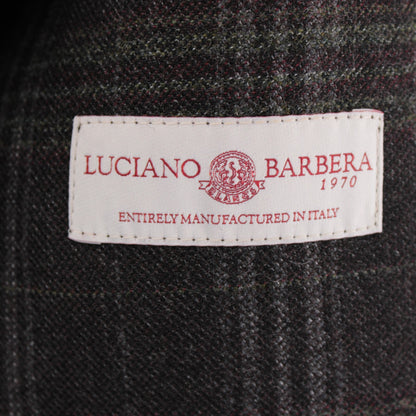 LUCIANO BARBERA
1970
ENTIRELY MANUFACTURED IN ITALY